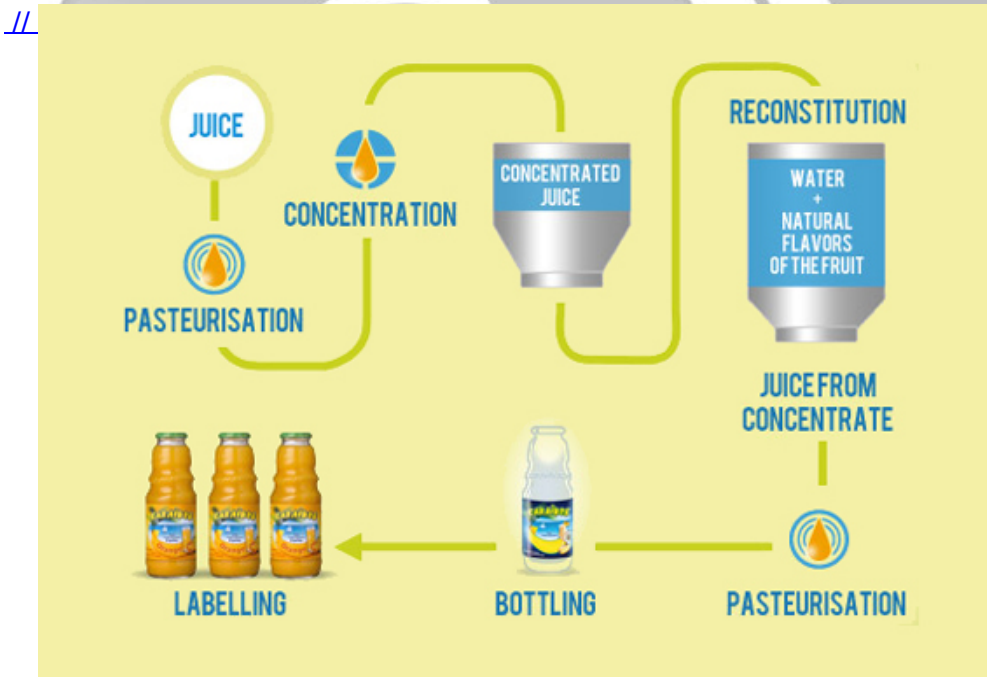 //
JUICE
PASTEURISATION
CONCENTRATION
CONCENTRATED
JUICE
RECONSTITUTION
WATER
+
NATURAL
FLAVORS
OF THE FRUIT
JUICE FROM
CONCENTRATE
PASTEURISATION
BOTTLING
LABELLING